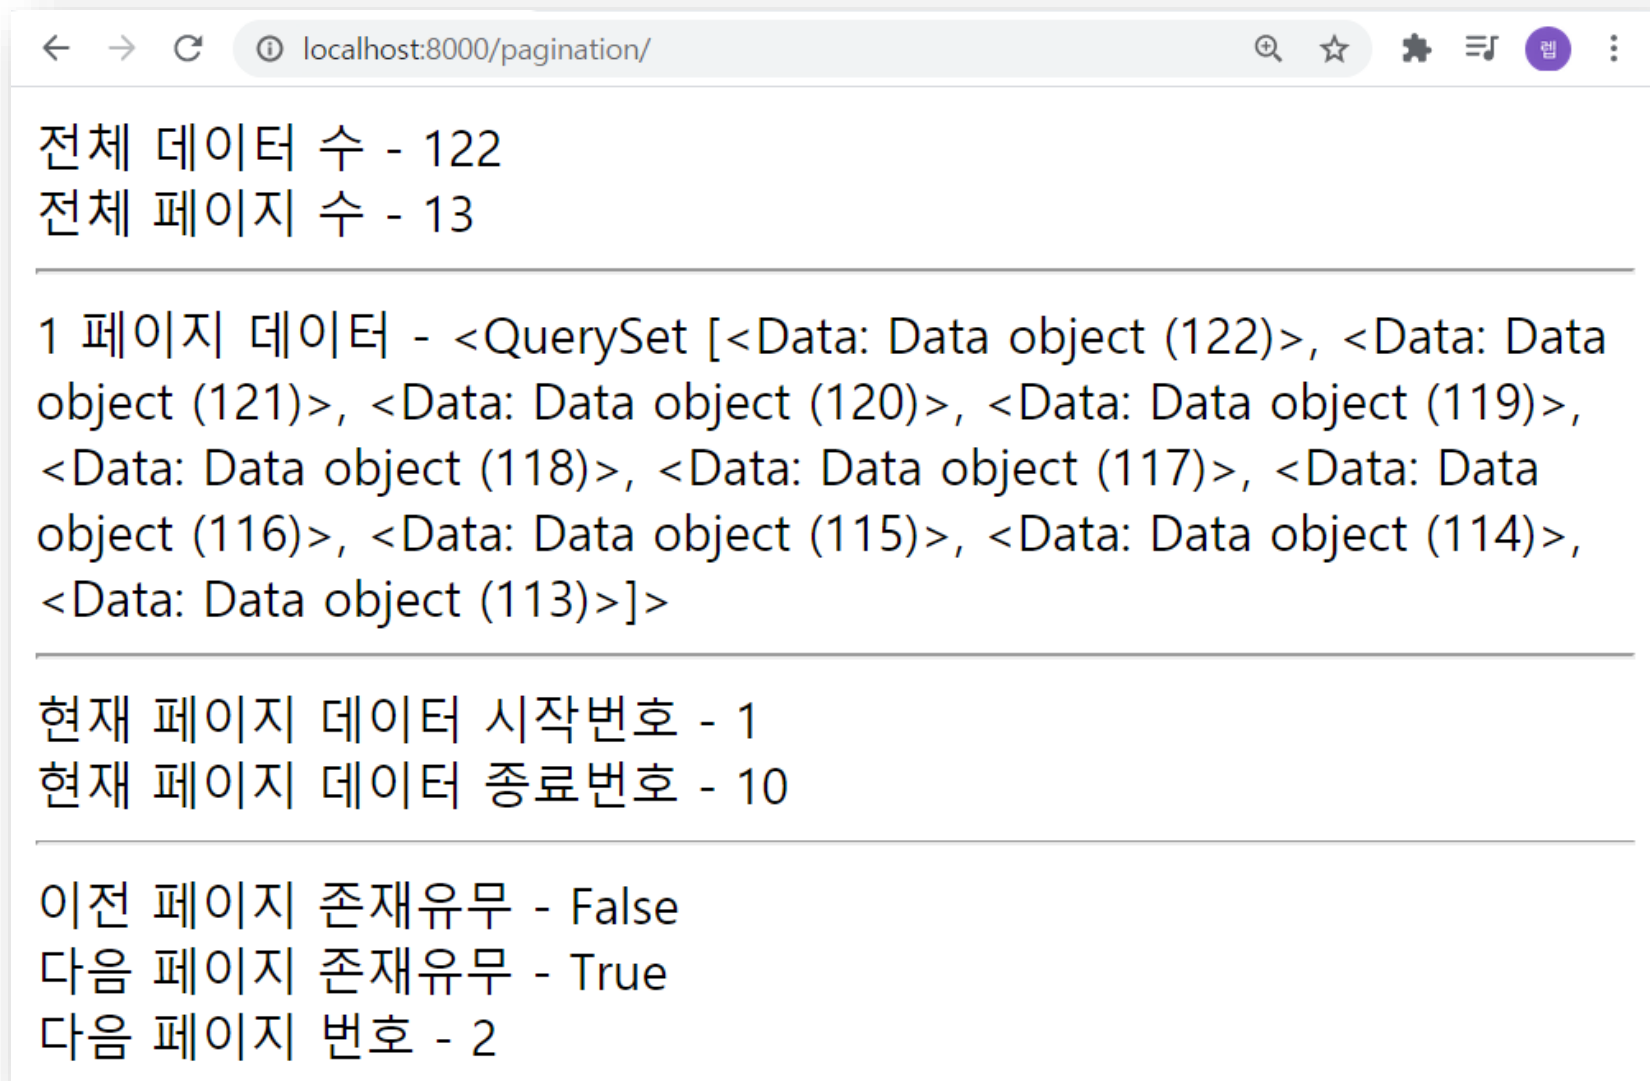 localhost:8000/pagination/
렙
전체 데이터 수 - 122
전체 페이지 수 - 13
1 페이지 데이터 - <QuerySet [<Data: Data object (122)>, <Data: Data
object (121)>, <Data: Data object (120)>, <Data: Data object (119)>,
<Data: Data object (118)>, <Data: Data object (117)>, <Data: Data
object (116)>, <Data: Data object (115)>, <Data: Data object (114)>,
<Data: Data object (113)>]>
현재 페이지 데이터 시작번호 - 1
현재 페이지 데이터 종료번호 - 10
이전 페이지 존재유무 - False
다음 페이지 존재유무 - True
다음 페이지 번호 - 2